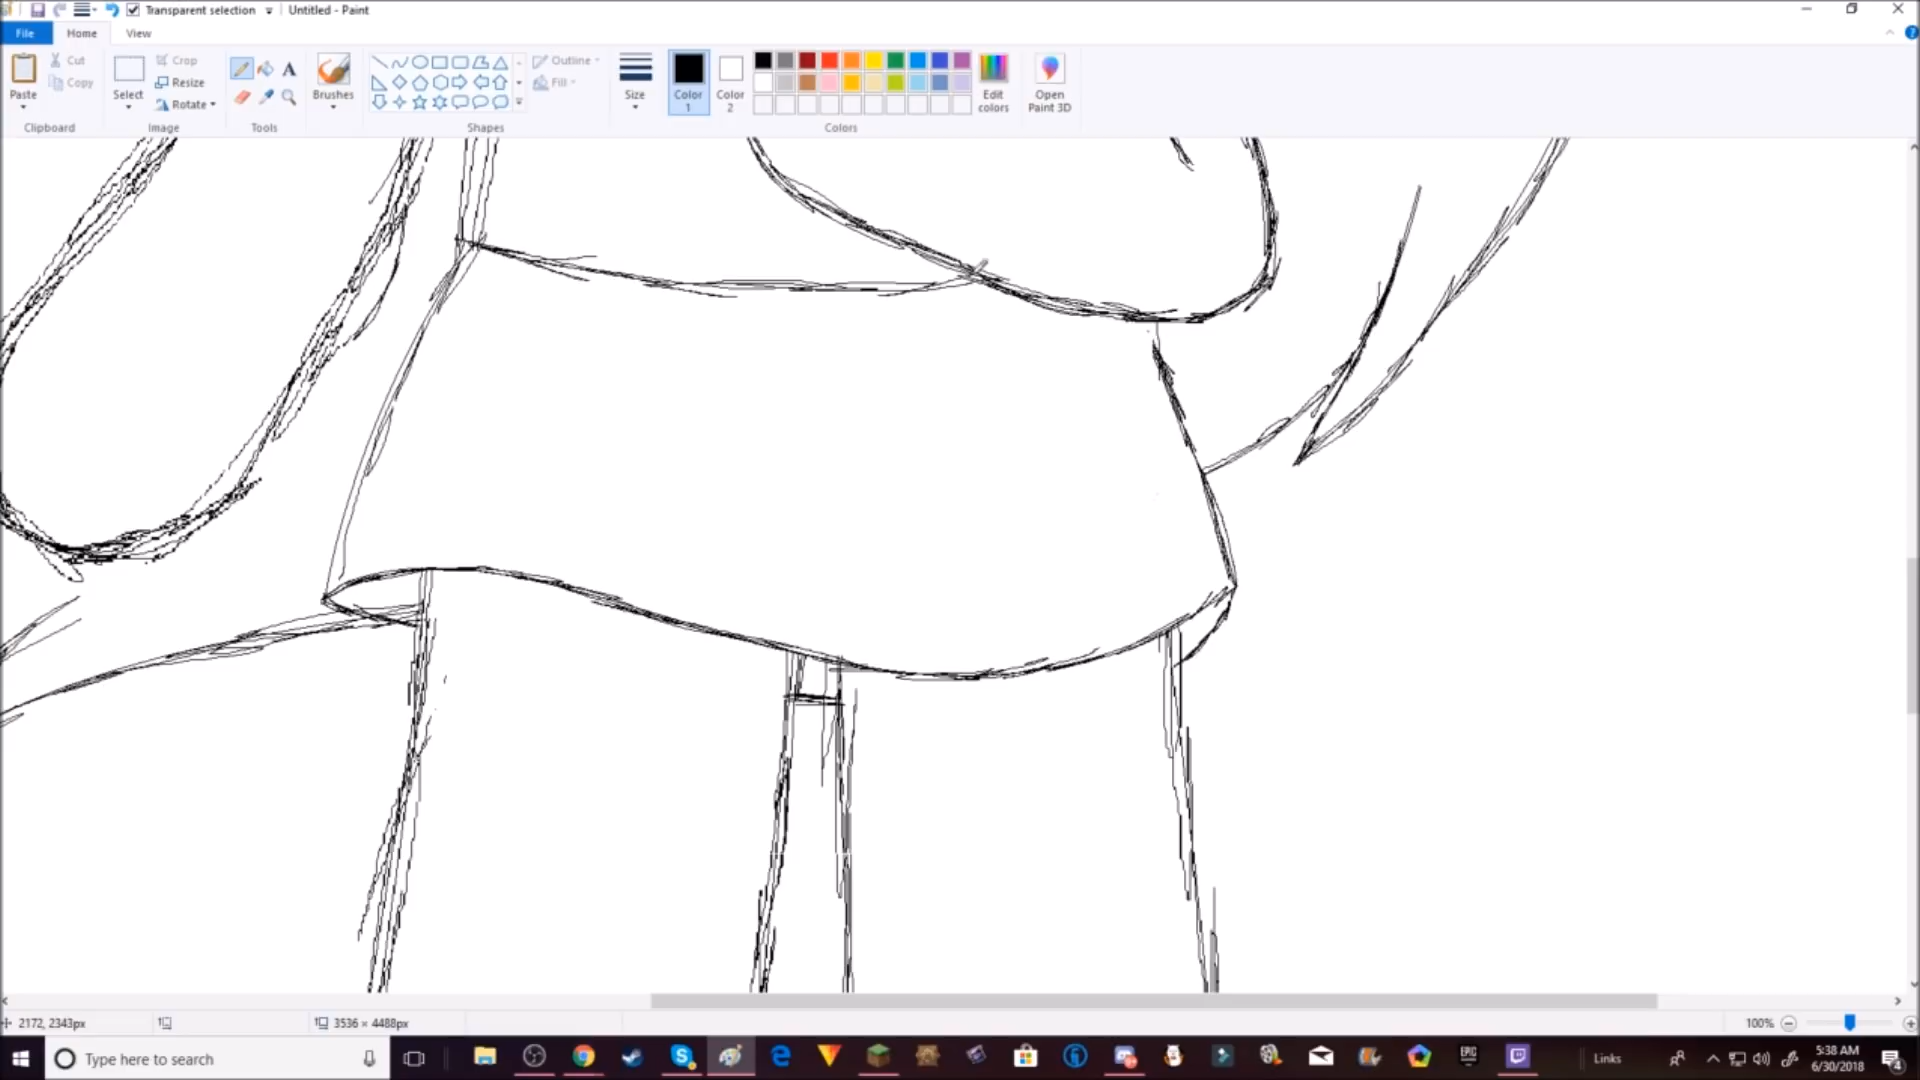 Transparent selection
Untitled - Paint
File
Home
View
Paste
Cut
Copy
Clipboard
Select
Crop
Resize
Rotate
Image
A
Tools
Brushes
Outline
Fill
Shapes
Size
Color
1
Color
2
Edit
colors
Open
Paint 3D
Colors
2172, 2343px
3536 × 4488px
100%
Type here to search
EPIC
Links
5:38 AM
6/30/2018
4